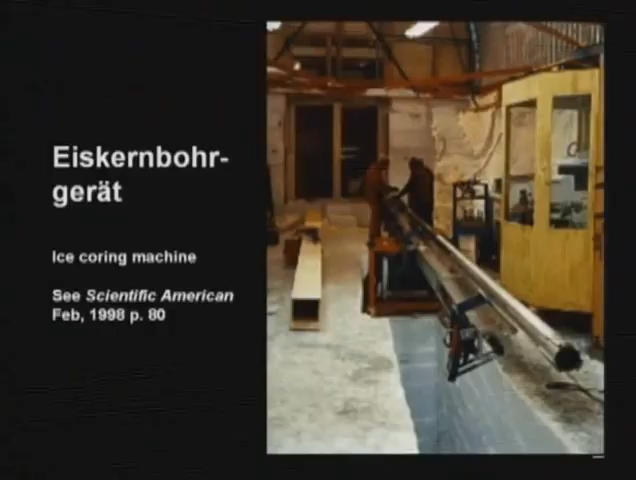 Eiskernbohr-
gerät
Ice coring machine
See Scientific American
Feb, 1998 p. 80